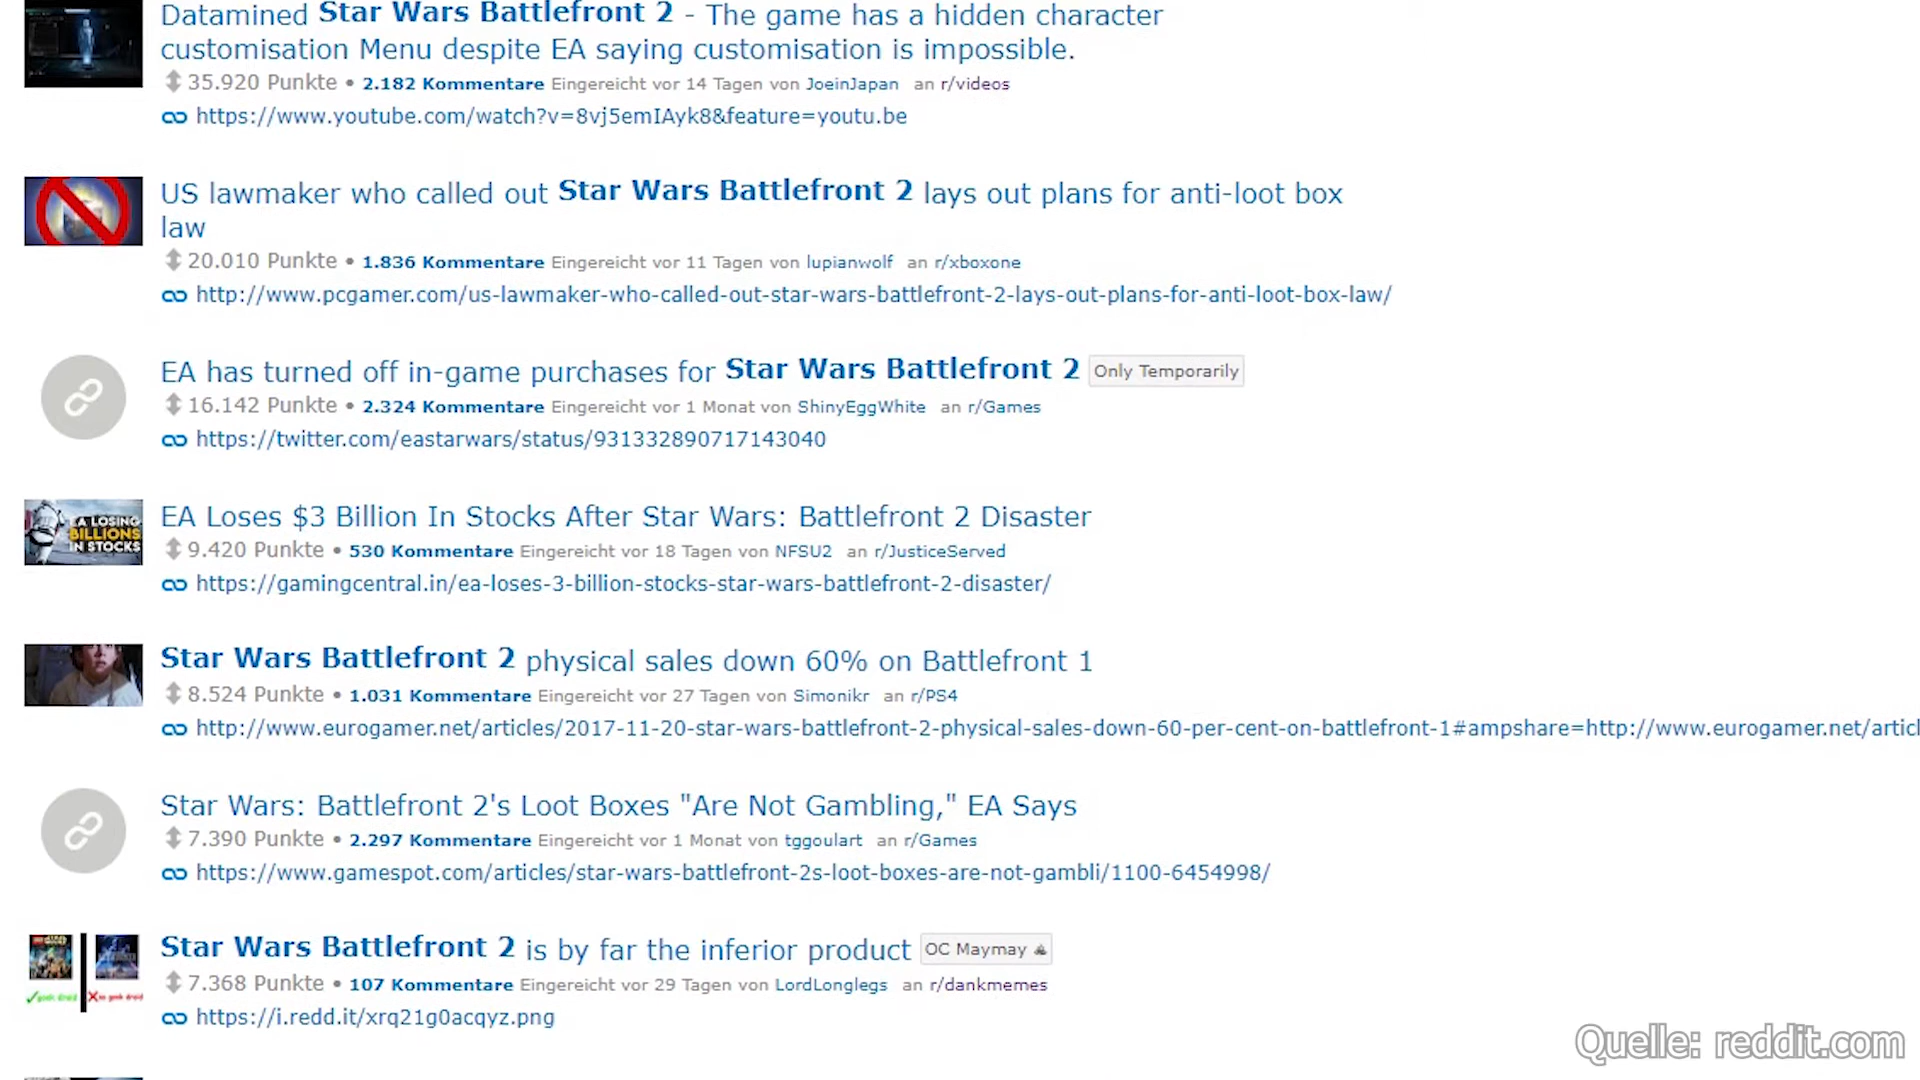 Datamined Star Wars Battlefront 2 - The game has a hidden character
customisation Menu despite EA saying customisation is impossible.
35.920 Punkte • 2.182 Kommentare Eingereicht vor 14 Tagen von JoeinJapan an r/videos
https://www.youtube.com/watch?v=8vj5emIAyk8&feature=youtu.be
US lawmaker who called out Star Wars Battlefront 2 lays out plans for anti-loot box
law
20.010 Punkte • 1.836 Kommentare Eingereicht vor 11 Tagen von lupianwolf an r/xboxone
http://www.pcgamer.com/us-lawmaker-who-called-out-star-wars-battlefront-2-lays-out-plans-for-anti-loot-box-law/
EA has turned off in-game purchases for Star Wars Battlefront 2 Only Temporarily
16.142 Punkte • 2.324 Kommentare Eingereicht vor 1 Monat von ShinyEggWhite an r/Games
https://twitter.com/eastarwars/status/931332890717143040
EA LOSING
BILLIONS
IN STOCKS
EA Loses $3 Billion In Stocks After Star Wars: Battlefront 2 Disaster
9.420 Punkte • 530 Kommentare Eingereicht vor 18 Tagen von NFSU2 an r/JusticeServed
https://gamingcentral.in/ea-loses-3-billion-stocks-star-wars-battlefront-2-disaster/
Star Wars Battlefront 2 physical sales down 60% on Battlefront 1
8.524 Punkte • 1.031 Kommentare Eingereicht vor 27 Tagen von Simonikr an r/PS4
http://www.eurogamer.net/articles/2017-11-20-star-wars-battlefront-2-physical-sales-down-60-per-cent-on-battlefront-1#ampshare=http://www.eurogamer.net/articl
Star Wars: Battlefront 2's Loot Boxes "Are Not Gambling," EA Says
7.390 Punkte • 2.297 Kommentare Eingereicht vor 1 Monat von tggoulart an r/Games
https://www.gamespot.com/articles/star-wars-battlefront-2s-loot-boxes-are-not-gambli/1100-6454998/
Star Wars Battlefront 2 is by far the inferior product OC Maymay
7.368 Punkte • 107 Kommentare Eingereicht vor 29 Tagen von LordLonglegs an r/dankmemes
https://i.redd.it/xrq21g0acqyz.png
Quelle: reddit.com